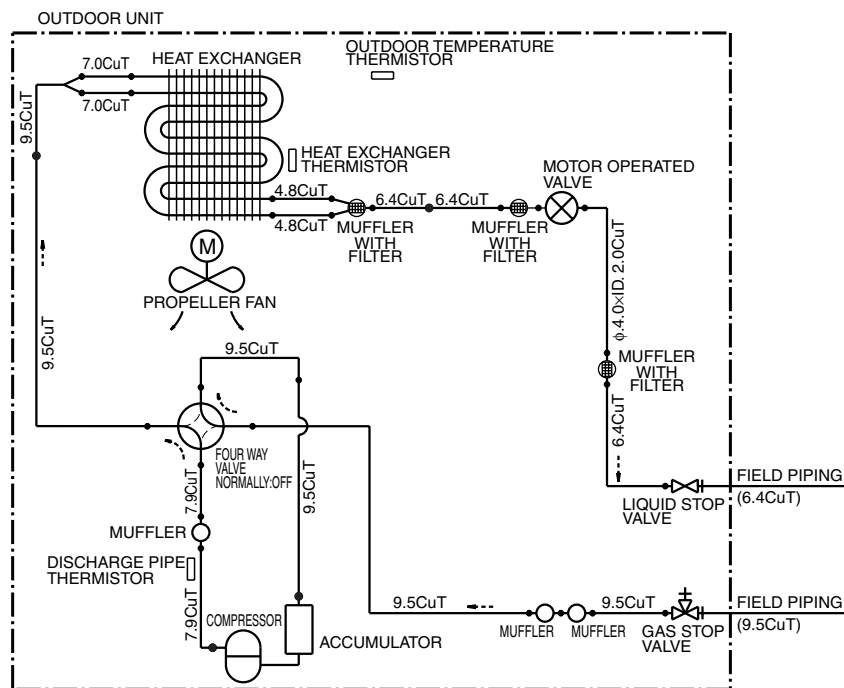 OUTDOOR UNIT
7.0CuT
HEAT EXCHANGER
OUTDOOR TEMPERATURE
THERMISTOR
7.0CuT
9.5CuT
HEAT EXCHANGER
THERMISTOR
MOTOR OPERATED
VALVE
4.8CuT
6.4CuT
6.4CuT
4.8CuT
MUFFLER
WITH
FILTER
MUFFLER
WITH
FILTER
M
PROPELLER FAN
ϕ.4.0×ID. 2.0CuT
9.5CuT
9.5CuT
MUFFLER
WITH
FILTER
6.4CuT
FOUR WAY
VALVE
NORMALLY:OFF
7.9CuT
9.5CuT
FIELD PIPING
(6.4CuT)
LIQUID STOP
VALVE
MUFFLER
DISCHARGE PIPE
THERMISTOR
7.9CuT
COMPRESSOR
ACCUMULATOR
9.5CuT
9.5CuT
MUFFLER
MUFFLER
GAS STOP
VALVE
FIELD PIPING
(9.5CuT)